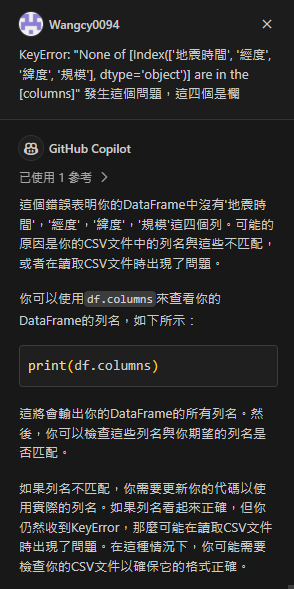 Wangcy0094
KeyError: "None of [Index(['地震時間', '經度',
'緯度', '規模'], dtype='object')] are in the
[columns]" 發生這個問題，這四個是欄
GitHub Copilot
已使用 1 參考
這個錯誤表明你的DataFrame中沒有'地震時
間'，'經度'，'緯度'，'規模'這四個列。可能的
原因是你的CSV文件中的列名與這些不匹配，
或者在讀取CSV文件時出現了問題。
你可以使用df.columns來查看你的
DataFrame的列名，如下所示：
print(df.columns)
這將會輸出你的DataFrame的所有列名。然
後，你可以檢查這些列名與你期望的列名是
否匹配。
如果列名不匹配，你需要更新你的代碼以使
用實際的列名。如果列名看起來正確，但你
仍然收到KeyError，那麼可能在讀取CSV文件
時出現了問題。在這種情況下，你可能需要
檢查你的CSV文件以確保它的格式正確。